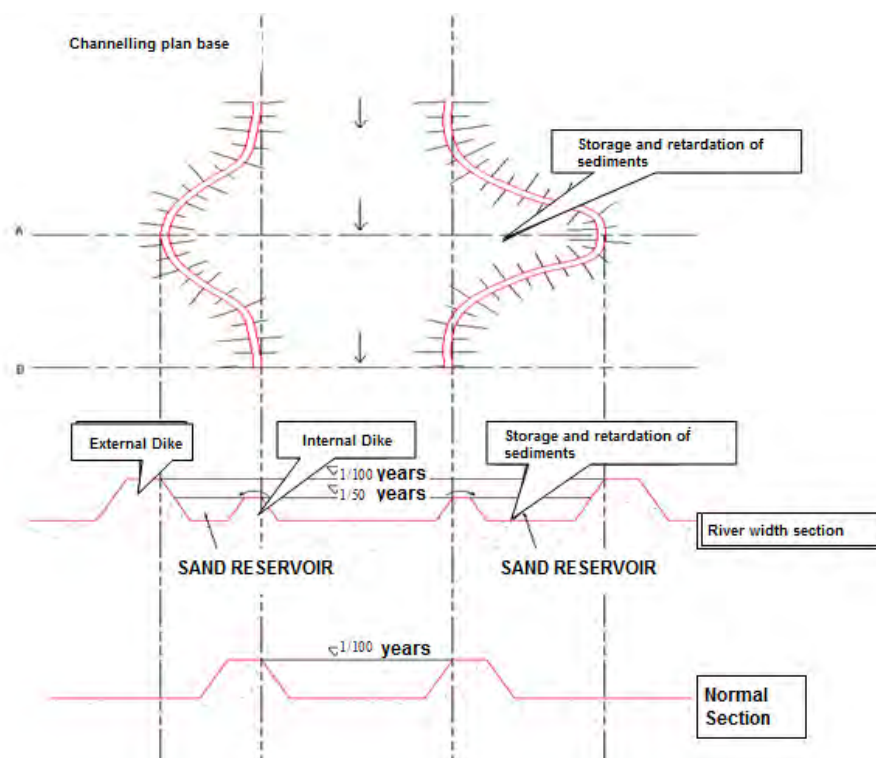 Channelling plan base
Storage and retardation of
sediments
A
B
External Dike
Internal Dike
Storage and retardation of
sediments
1/100 years
1/50 years
River width section
SAND RESERVOIR
SAND RESERVOIR
1/100 years
Normal
Section